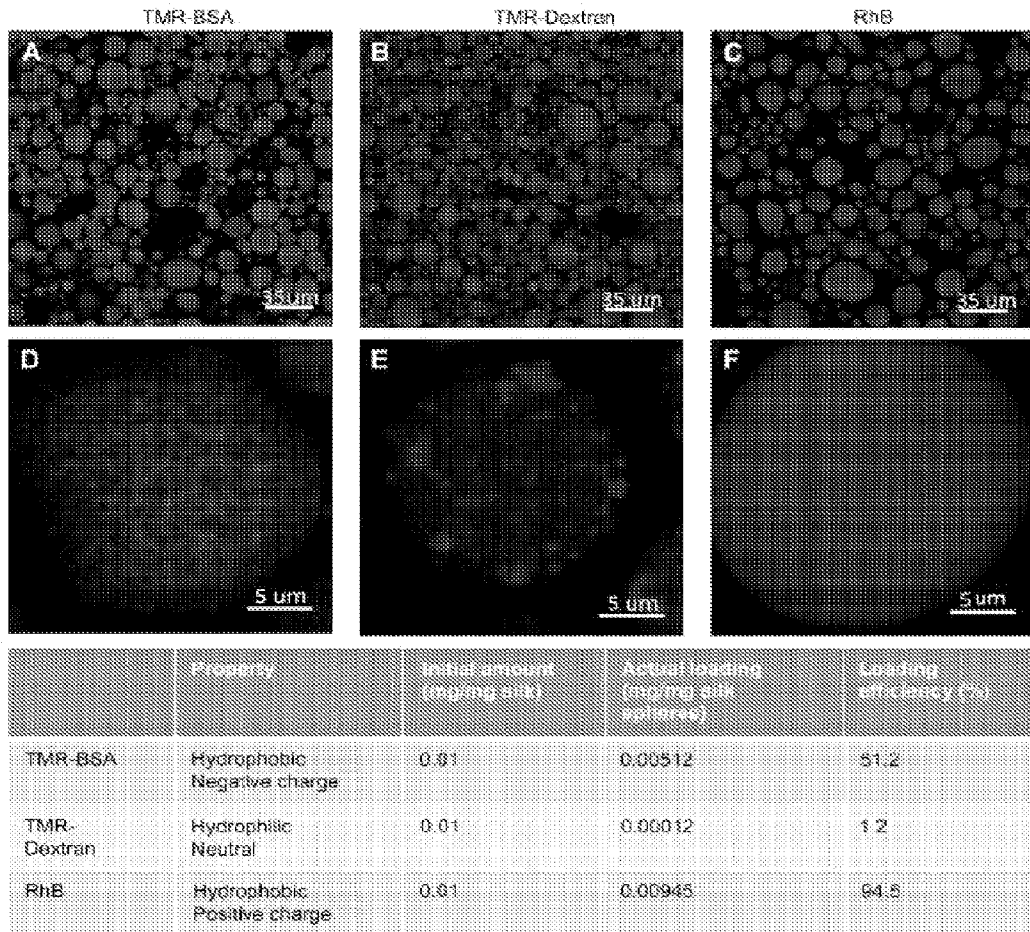 TMR-BSA TMR-Dextran RhB
A B C
35 um 35 um 35 um
D E F
5 um 5 um 5 um
Property Initial amount (mg/mg silk) Actual loading (mg/mg silk spheres) Loading efficiency (%)
TMR-BSA Hydrophobic Negative charge 0.01 0.00512 51.2
TMR-Dextran Hydrophilic Neutral 0.01 0.00012 1.2
RhB Hydrophobic Positive charge 0.01 0.00945 94.5